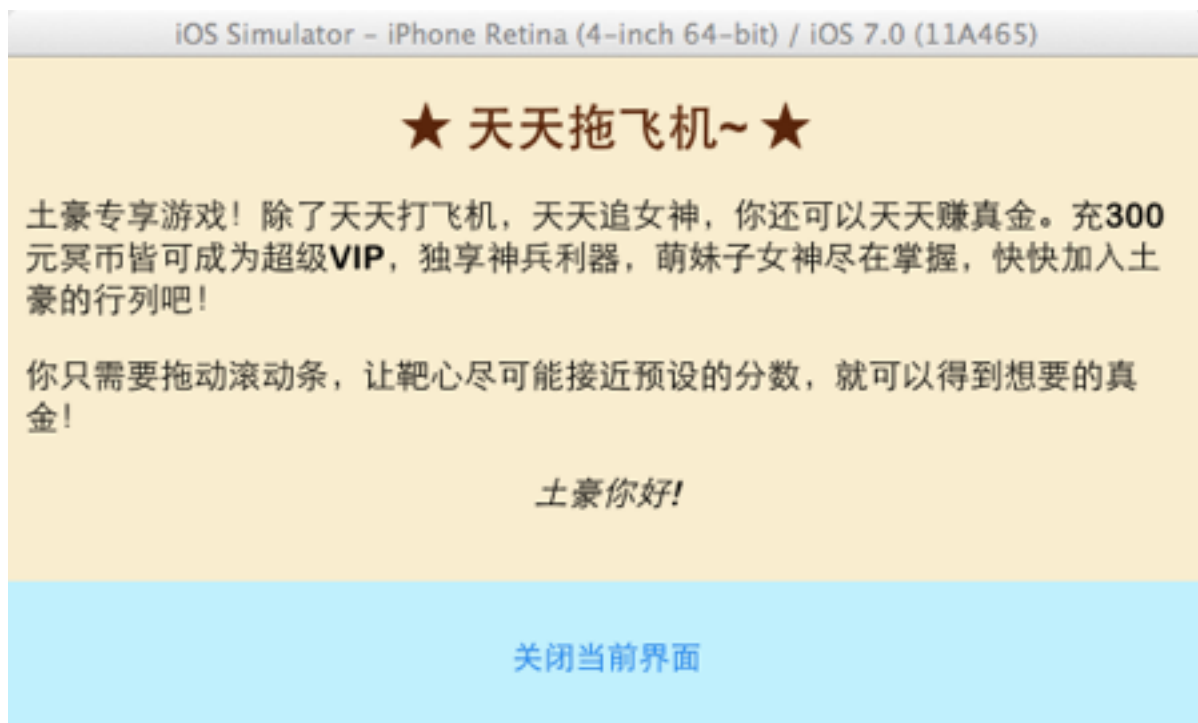 iOS Simulator – iPhone Retina (4-inch 64-bit) / iOS 7.0 (11A465)
★ 天天拖飞机~ ★
土豪专享游戏！除了天天打飞机，天天追女神，你还可以天天赚真金。充300
元冥币皆可成为超级VIP，独享神兵利器，萌妹子女神尽在掌握，快快加入土
豪的行列吧！
你只需要拖动滚动条，让靶心尽可能接近预设的分数，就可以得到想要的真
金！
土豪你好!
关闭当前界面